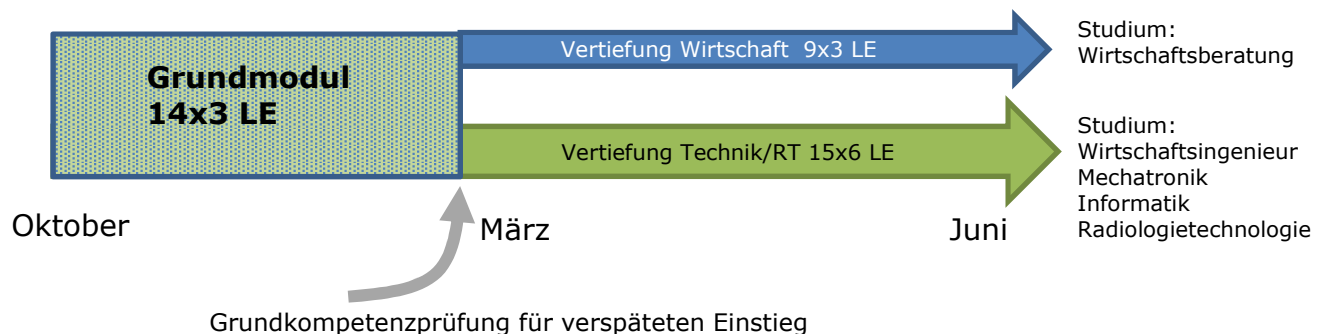 Grundmodul
14x3 LE
Vertiefung Wirtschaft 9x3 LE
Studium:
Wirtschaftsberatung
Vertiefung Technik/RT 15x6 LE
Studium:
Wirtschaftsingenieur
Mechatronik
Informatik
Radiologietechnologie
Oktober
März
Juni
Grundkompetenzprüfung für verspäteten Einstieg